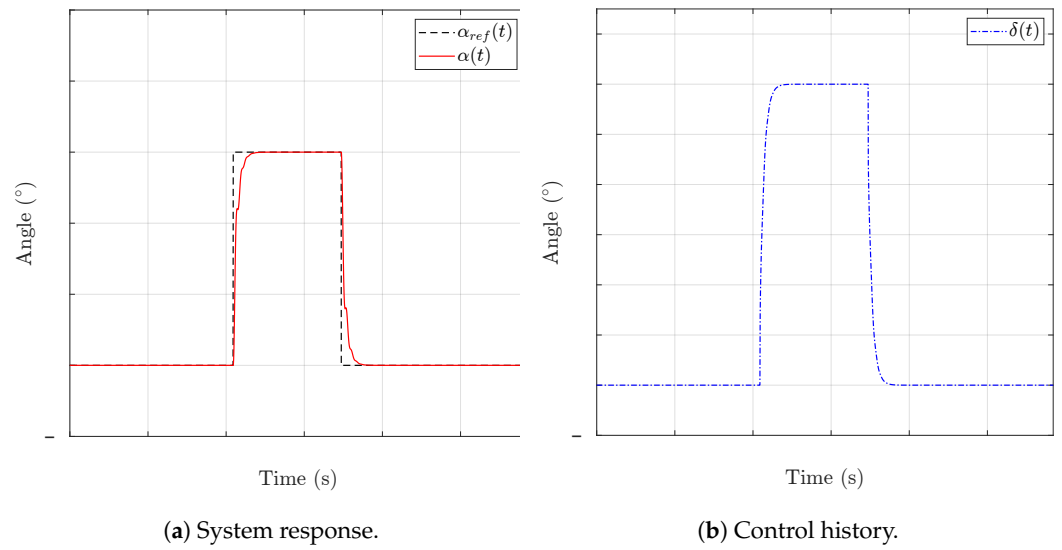 α_ref(t)
α(t)
Angle (°)
–
Time (s)
(a) System response.
δ(t)
Angle (°)
–
Time (s)
(b) Control history.